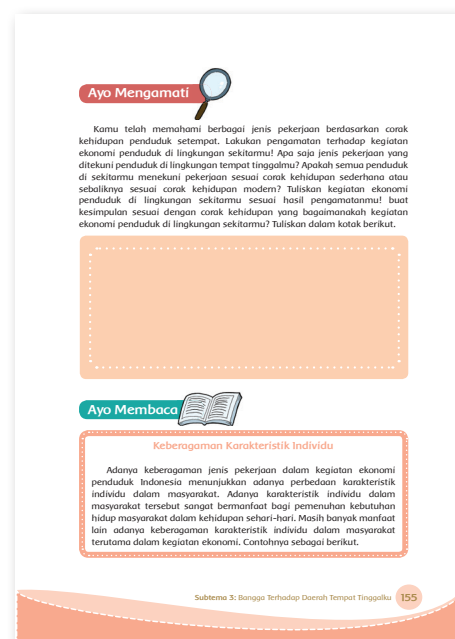 Ayo Mengamati
Kamu telah memahami berbagai jenis pekerjaan berdasarkan corak
kehidupan penduduk setempat. Lakukan pengamatan terhadap kegiatan
ekonomi penduduk di lingkungan sekitarmu! Apa saja jenis pekerjaan yang
ditekuni penduduk di lingkungan tempat tinggalmu? Apakah semua penduduk
di sekitarmu menekuni pekerjaan sesuai corak kehidupan sederhana atau
sebaliknya sesuai corak kehidupan modern? Tuliskan kegiatan ekonomi
penduduk di lingkungan sekitarmu sesuai hasil pengamatanmu! buat
kesimpulan sesuai dengan corak kehidupan yang bagaimanakah kegiatan
ekonomi penduduk di lingkungan sekitarmu? Tuliskan dalam kotak berikut.
Ayo Membaca
Keberagaman Karakteristik Individu
Adanya keberagaman jenis pekerjaan dalam kegiatan ekonomi
penduduk Indonesia menunjukkan adanya perbedaan karakteristik
individu dalam masyarakat. Adanya karakteristik individu dalam
masyarakat tersebut sangat bermanfaat bagi pemenuhan kebutuhan
hidup masyarakat dalam kehidupan sehari-hari. Masih banyak manfaat
lain adanya keberagaman karakteristik individu dalam masyarakat
terutama dalam kegiatan ekonomi. Contohnya sebagai berikut.
Subtema 3: Bangga Terhadap Daerah Tempat Tinggalku 155